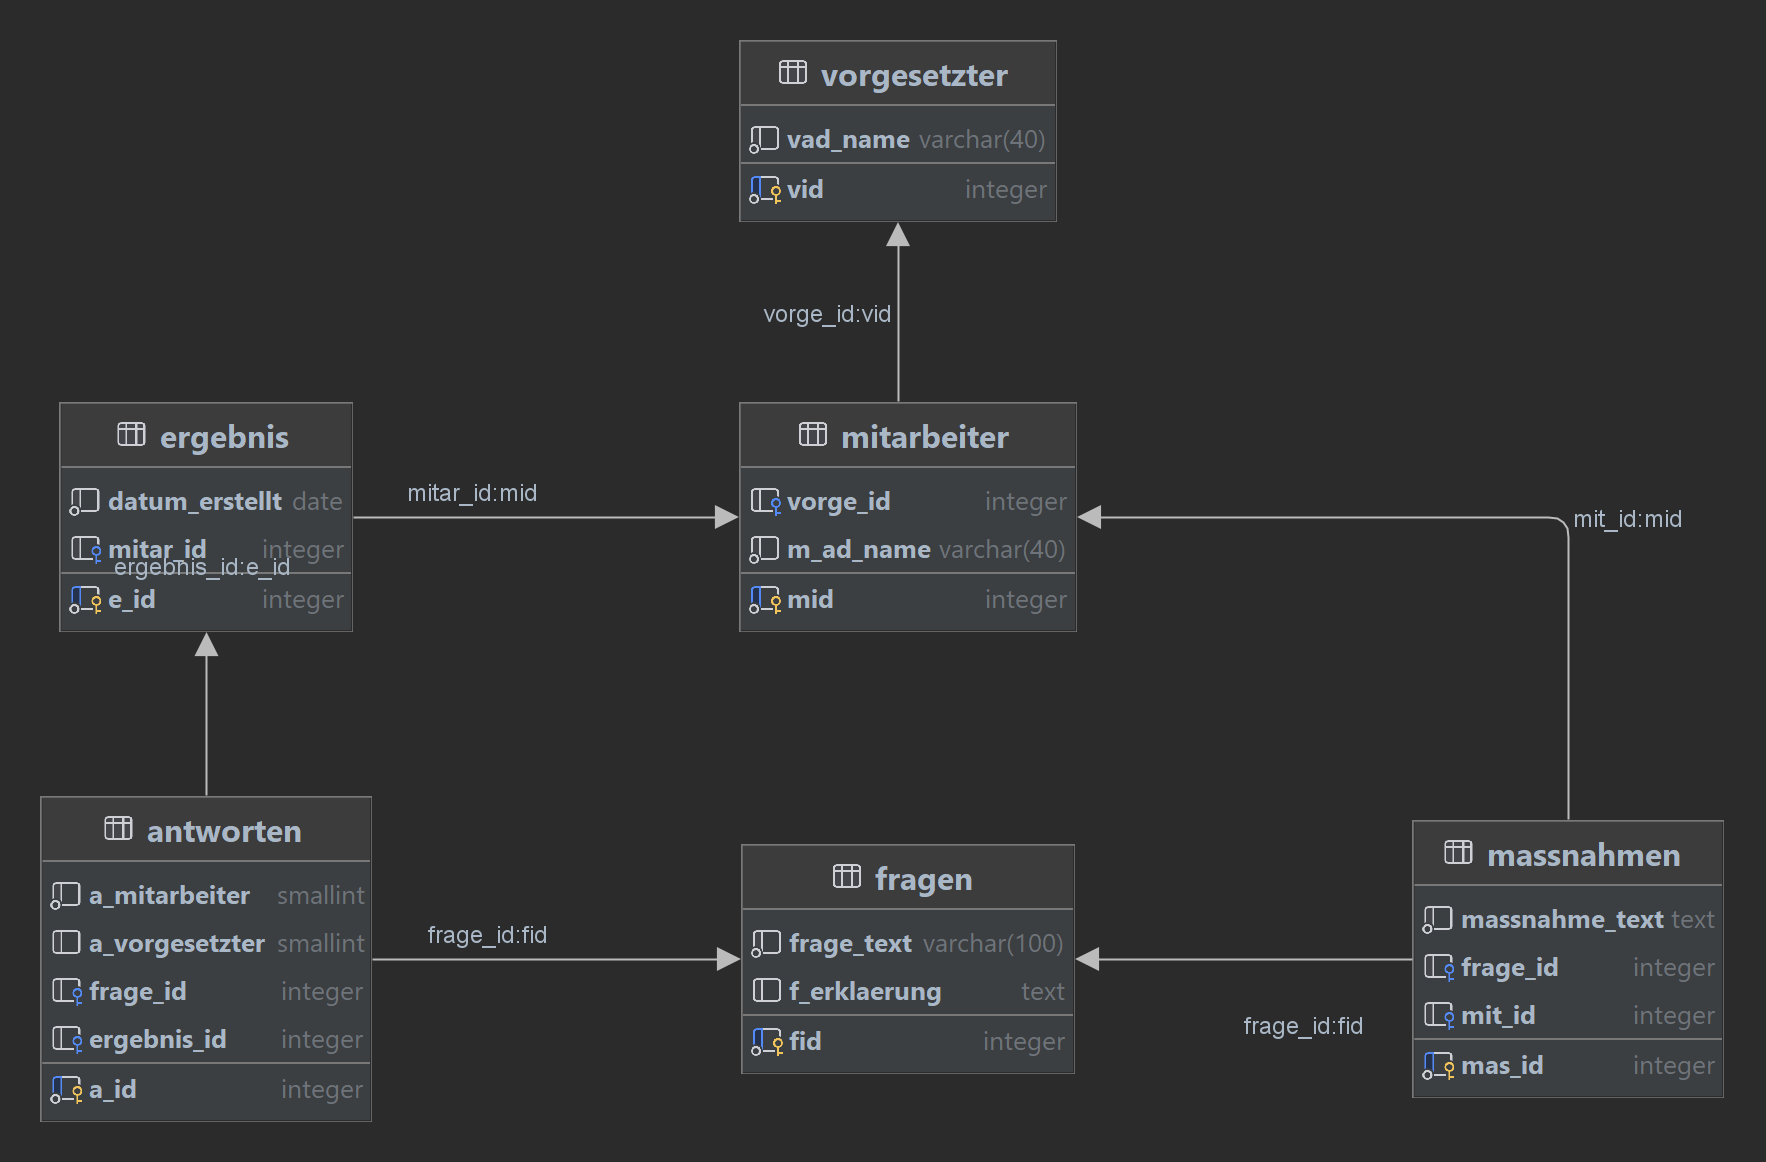 vorgesetzter
vad_name varchar(40)
vid integer
vorge_id:vid
ergebnis
datum_erstellt date
mitar_id integer
ergebnis_id:e_id
e_id integer
mitar_id:mid
mitarbeiter
vorge_id integer
m_ad_name varchar(40)
mid integer
mit_id:mid
antworten
a_mitarbeiter smallint
a_vorgesetzter smallint
frage_id integer
ergebnis_id integer
a_id integer
frage_id:fid
fragen
frage_text varchar(100)
f_erklaerung text
fid integer
frage_id:fid
massnahmen
massnahme_text text
frage_id integer
mit_id integer
mas_id integer